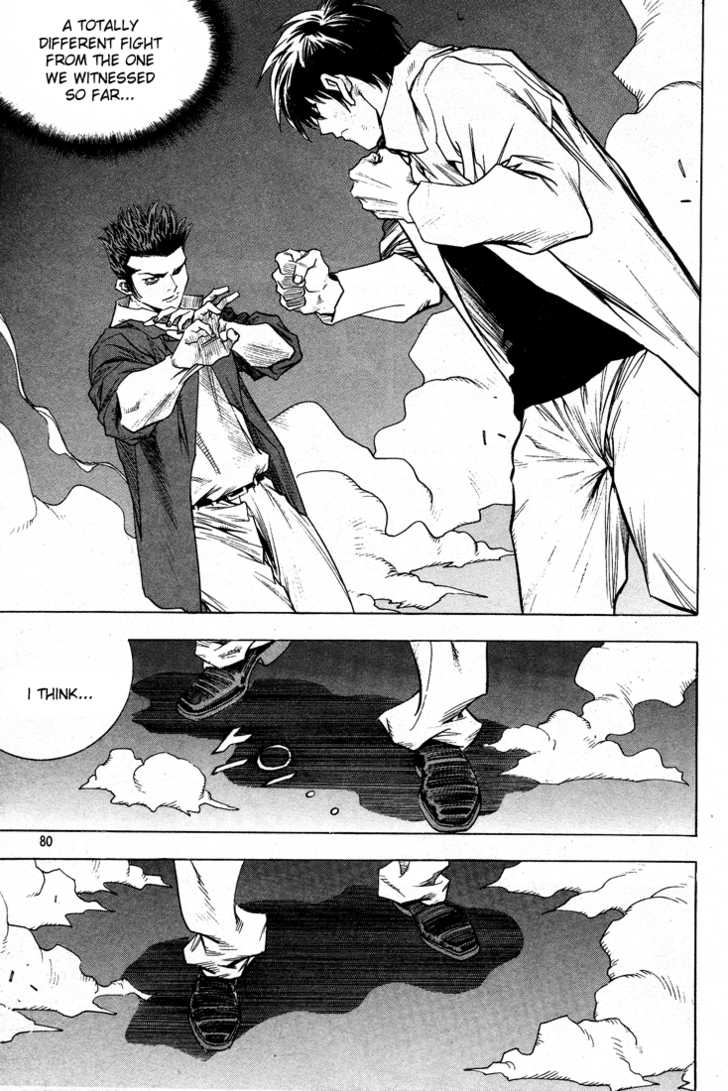 A TOTALLY
DIFFERENT FIGHT
FROM THE ONE
WE WITNESSED
SO FAR...
I THINK...
80